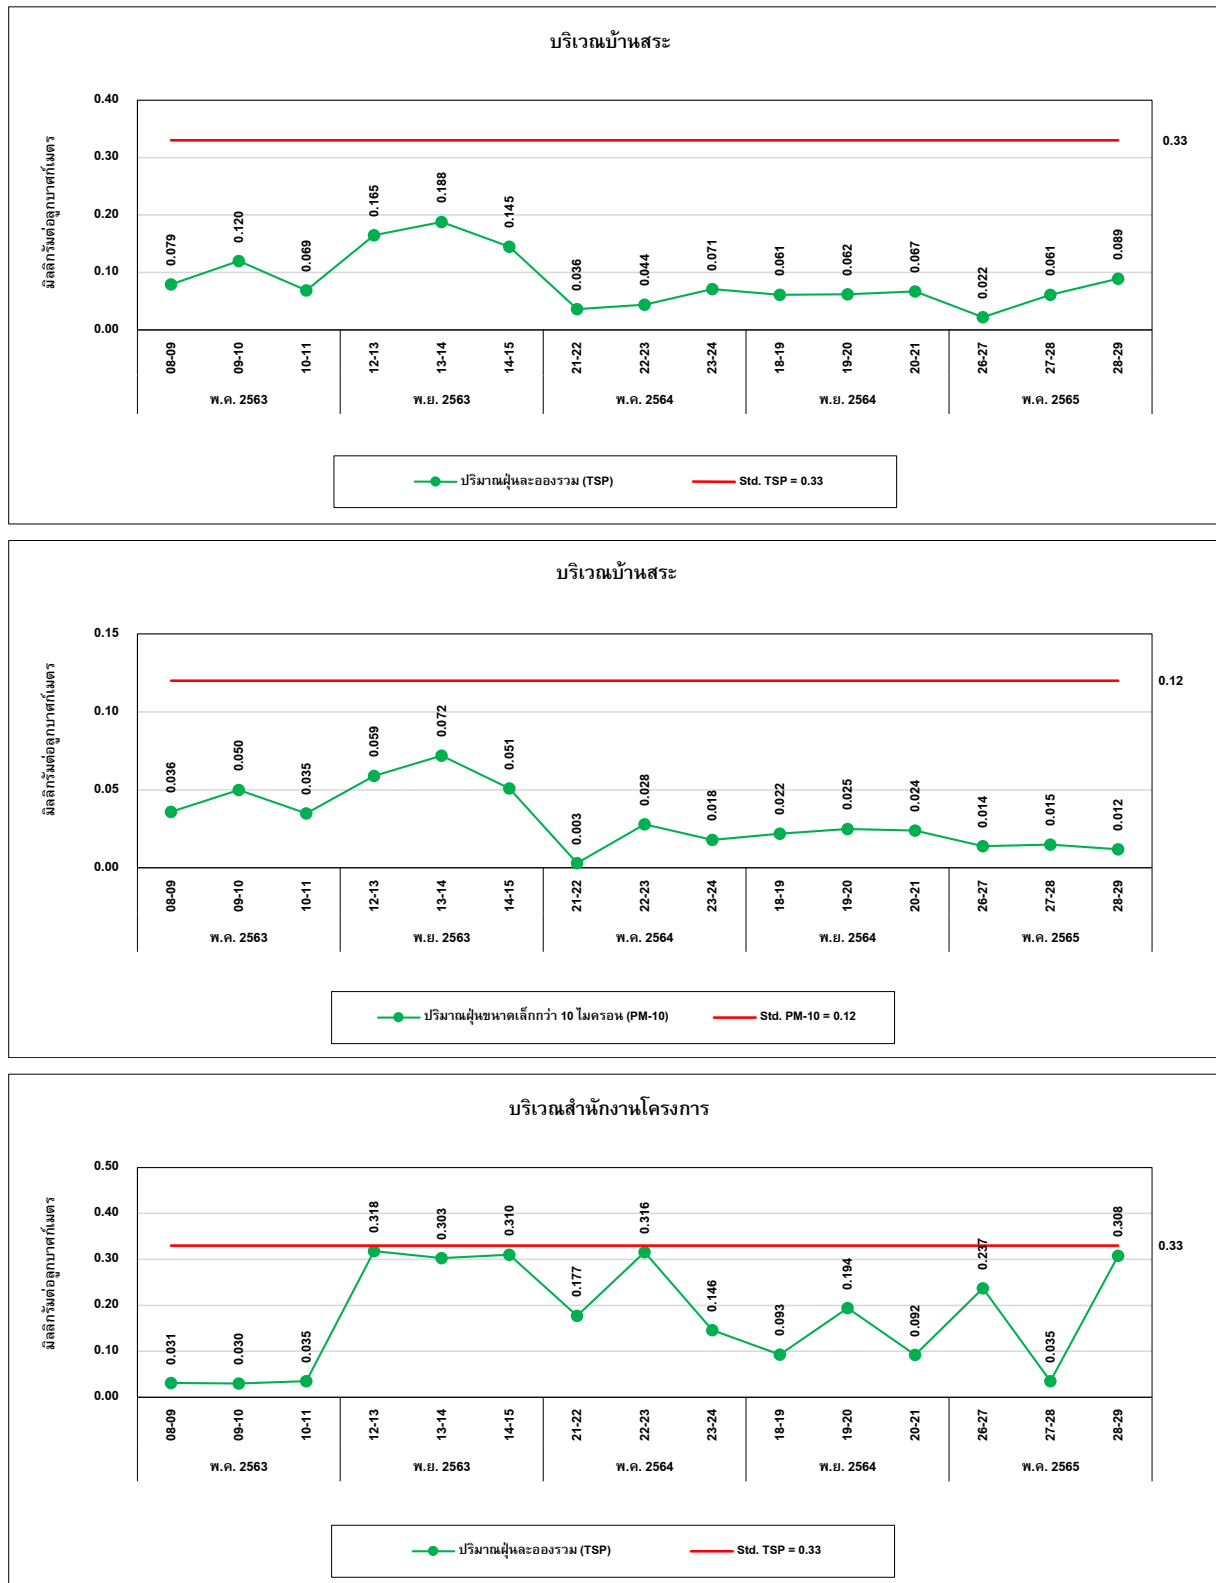 บริเวณบ้านสระ
มิลลิกรัมต่อลูกบาศก์เมตร
0.40
0.30
0.20
0.10
0.00
0.33
0.079 0.120 0.069 0.165 0.188 0.145 0.036 0.044 0.071 0.061 0.062 0.067 0.022 0.061 0.089
08-09 09-10 10-11 12-13 13-14 14-15 21-22 22-23 23-24 18-19 19-20 20-21 26-27 27-28 28-29
พ.ค. 2563 พ.ย. 2563 พ.ค. 2564 พ.ย. 2564 พ.ค. 2565
ปริมาณฝุ่นละอองรวม (TSP) Std. TSP = 0.33
บริเวณบ้านสระ
มิลลิกรัมต่อลูกบาศก์เมตร
0.15
0.10
0.05
0.00
0.12
0.036 0.050 0.035 0.059 0.072 0.051 0.003 0.028 0.018 0.022 0.025 0.024 0.014 0.015 0.012
08-09 09-10 10-11 12-13 13-14 14-15 21-22 22-23 23-24 18-19 19-20 20-21 26-27 27-28 28-29
พ.ค. 2563 พ.ย. 2563 พ.ค. 2564 พ.ย. 2564 พ.ค. 2565
ปริมาณฝุ่นขนาดเล็กกว่า 10 ไมครอน (PM-10) Std. PM-10 = 0.12
บริเวณสำนักงานโครงการ
มิลลิกรัมต่อลูกบาศก์เมตร
0.50
0.40
0.30
0.20
0.10
0.00
0.33
0.031 0.030 0.035 0.318 0.303 0.310 0.177 0.316 0.146 0.093 0.194 0.092 0.237 0.035 0.308
08-09 09-10 10-11 12-13 13-14 14-15 21-22 22-23 23-24 18-19 19-20 20-21 26-27 27-28 28-29
พ.ค. 2563 พ.ย. 2563 พ.ค. 2564 พ.ย. 2564 พ.ค. 2565
ปริมาณฝุ่นละอองรวม (TSP) Std. TSP = 0.33